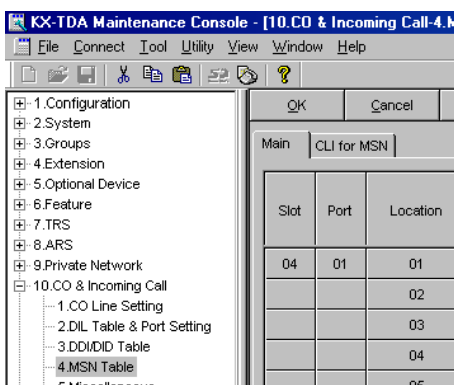 KX-TDA Maintenance Console - [10.CO & Incoming Call-4.M
File Connect Tool Utility View Window Help
1.Configuration
2.System
3.Groups
4.Extension
5.Optional Device
6.Feature
7.TRS
8.ARS
9.Private Network
10.CO & Incoming Call
1.CO Line Setting
2.DIL Table & Port Setting
3.DDI/DID Table
4.MSN Table
5.Miscellaneous
OK Cancel
Main CLI for MSN
Slot Port Location
04 01 01
02
03
04
05